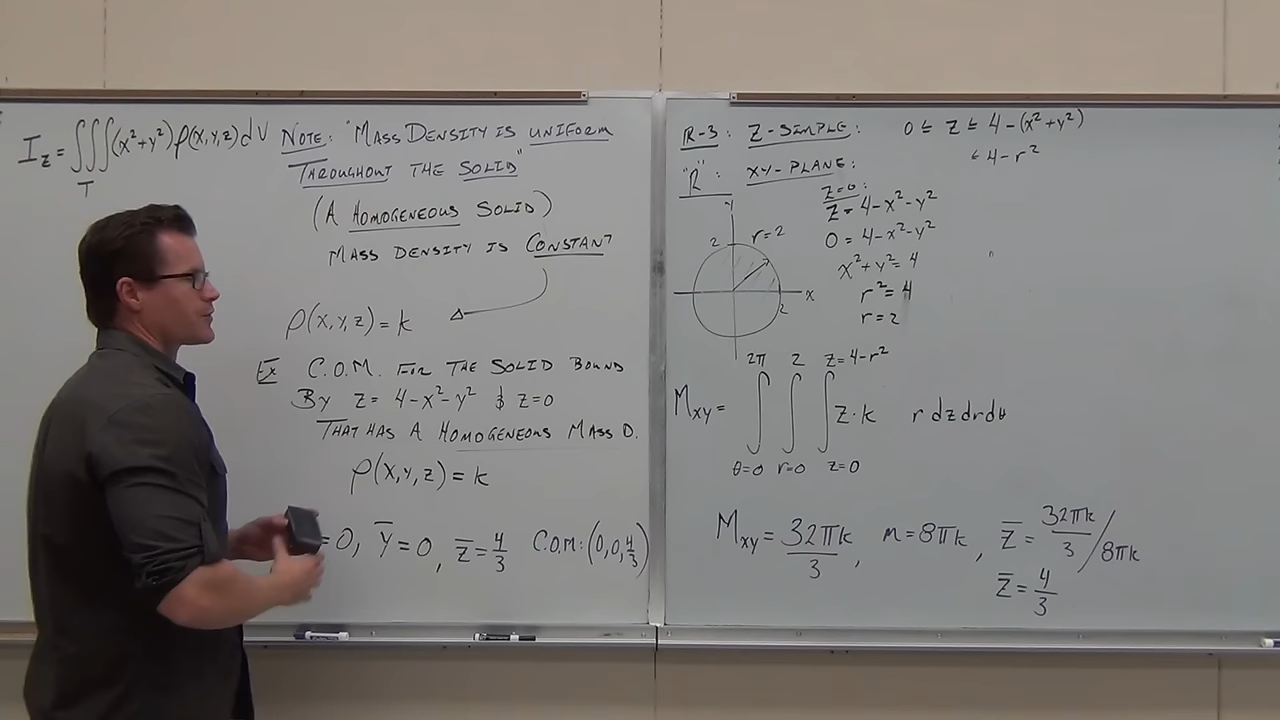 I_z = ∭_T (x²+y²) ρ(x,y,z) dV
NOTE: "MASS DENSITY IS UNIFORM
THROUGHOUT THE SOLID"
(A HOMOGENEOUS SOLID)
MASS DENSITY IS CONSTANT
ρ(x,y,z) = k
EX C.O.M. FOR THE SOLID BOUND
BY z = 4-x²-y² & z=0
THAT HAS A HOMOGENEOUS MASS D.
ρ(x,y,z) = k
=0, ȳ=0, z̄=4/3 C.O.M:(0,0,4/3)
R-3: Z-SIMPLE: 0 ≤ z ≤ 4-(x²+y²)
≤ 4-r²
"R": XY-PLANE:
z=0:
z = 4-x²-y²
0 = 4-x²-y²
x²+y²=4
r²=4
r=2
y
2
r=2
x
2
M_xy = ∫_{θ=0}^{2π} ∫_{r=0}^{2} ∫_{z=0}^{z=4-r²} z·k r dz dr dθ
M_xy = 32πk/3, m=8πk, z̄ = 32πk/3 / 8πk
z̄ = 4/3